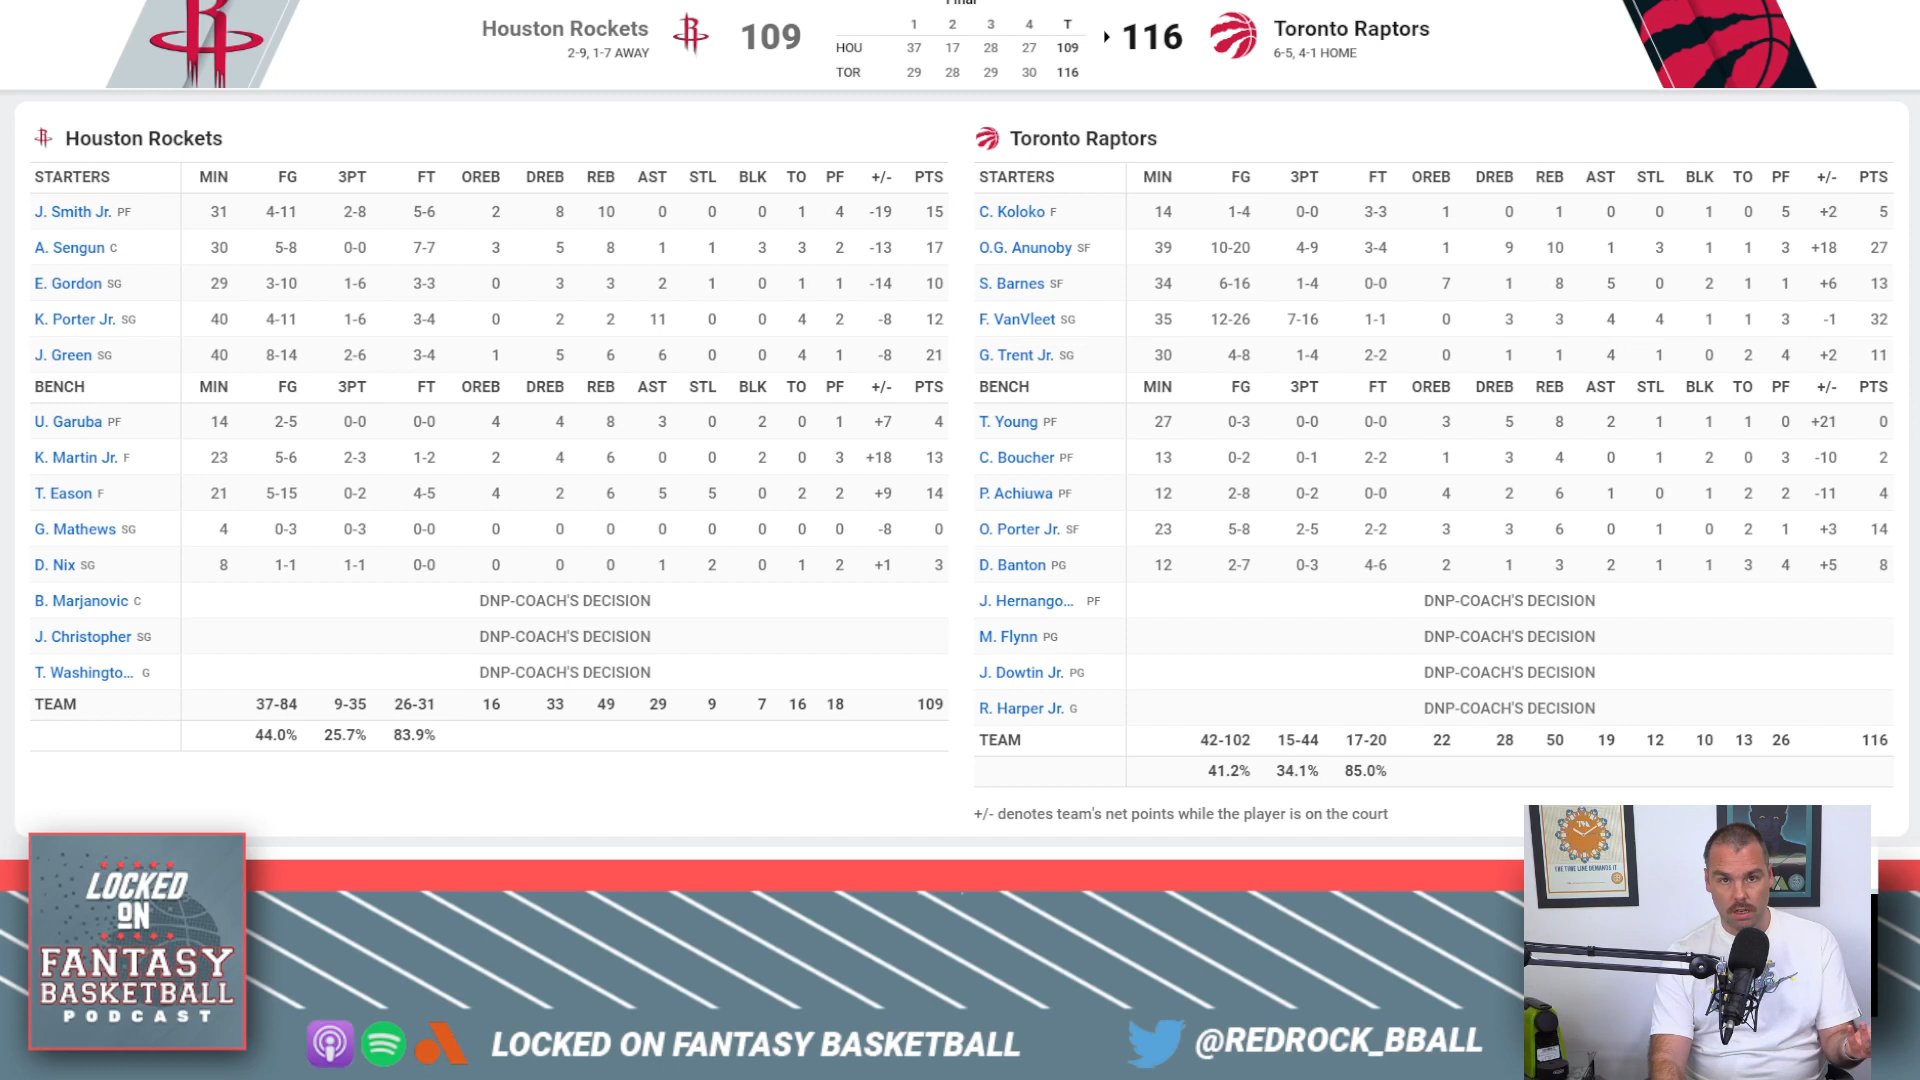 Final
Houston Rockets
2-9, 1-7 AWAY
109
1 2 3 4 T
HOU 37 17 28 27 109
TOR 29 28 29 30 116
116
Toronto Raptors
6-5, 4-1 HOME
Houston Rockets
STARTERS MIN FG 3PT FT OREB DREB REB AST STL BLK TO PF +/- PTS
J. Smith Jr. PF 31 4-11 2-8 5-6 2 8 10 0 0 0 1 4 -19 15
A. Sengun C 30 5-8 0-0 7-7 3 5 8 1 1 3 3 2 -13 17
E. Gordon SG 29 3-10 1-6 3-3 0 3 3 2 1 0 1 1 -14 10
K. Porter Jr. SG 40 4-11 1-6 3-4 0 2 2 11 0 0 4 2 -8 12
J. Green SG 40 8-14 2-6 3-4 1 5 6 6 0 0 4 1 -8 21
BENCH MIN FG 3PT FT OREB DREB REB AST STL BLK TO PF +/- PTS
U. Garuba PF 14 2-5 0-0 0-0 4 4 8 3 0 2 0 1 +7 4
K. Martin Jr. F 23 5-6 2-3 1-2 2 4 6 0 0 2 0 3 +18 13
T. Eason F 21 5-15 0-2 4-5 4 2 6 5 5 0 2 2 +9 14
G. Mathews SG 4 0-3 0-3 0-0 0 0 0 0 0 0 0 0 -8 0
D. Nix SG 8 1-1 1-1 0-0 0 0 0 1 2 0 1 2 +1 3
B. Marjanovic C DNP-COACH'S DECISION
J. Christopher SG DNP-COACH'S DECISION
T. Washingto... G DNP-COACH'S DECISION
TEAM 37-84 9-35 26-31 16 33 49 29 9 7 16 18 109
44.0% 25.7% 83.9%
Toronto Raptors
STARTERS MIN FG 3PT FT OREB DREB REB AST STL BLK TO PF +/- PTS
C. Koloko F 14 1-4 0-0 3-3 1 0 1 0 0 1 0 5 +2 5
O.G. Anunoby SF 39 10-20 4-9 3-4 1 9 10 1 3 1 1 3 +18 27
S. Barnes SF 34 6-16 1-4 0-0 7 1 8 5 0 2 1 1 +6 13
F. VanVleet SG 35 12-26 7-16 1-1 0 3 3 4 4 1 1 3 -1 32
G. Trent Jr. SG 30 4-8 1-4 2-2 0 1 1 4 1 0 2 4 +2 11
BENCH MIN FG 3PT FT OREB DREB REB AST STL BLK TO PF +/- PTS
T. Young PF 27 0-3 0-0 0-0 3 5 8 2 1 1 1 0 +21 0
C. Boucher PF 13 0-2 0-1 2-2 1 3 4 0 1 2 0 3 -10 2
P. Achiuwa PF 12 2-8 0-2 0-0 4 2 6 1 0 1 2 2 -11 4
O. Porter Jr. SF 23 5-8 2-5 2-2 3 3 6 0 1 0 2 1 +3 14
D. Banton PG 12 2-7 0-3 4-6 2 1 3 2 1 1 3 4 +5 8
J. Hernango... PF DNP-COACH'S DECISION
M. Flynn PG DNP-COACH'S DECISION
J. Dowtin Jr. PG DNP-COACH'S DECISION
R. Harper Jr. G DNP-COACH'S DECISION
TEAM 42-102 15-44 17-20 22 28 50 19 12 10 13 26 116
41.2% 34.1% 85.0%
+/- denotes team's net points while the player is on the court
LOCKED
ON
FANTASY
BASKETBALL
PODCAST
LOCKED ON FANTASY BASKETBALL
@REDROCK_BBALL
THE TIME LINE DEMANDS IT